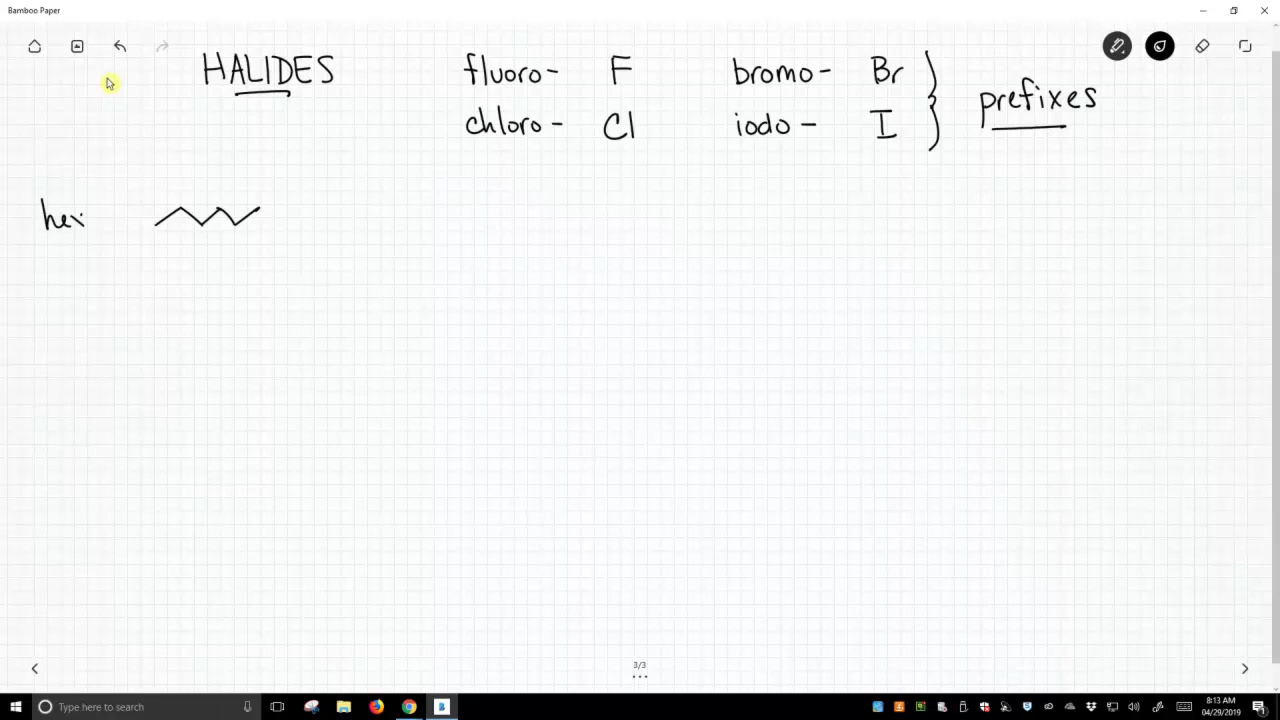 Bamboo Paper
HALIDES fluoro- F bromo- Br prefixes
chloro- Cl iodo- I
hex
3/3
Type here to search
8:13 AM
04/29/2019